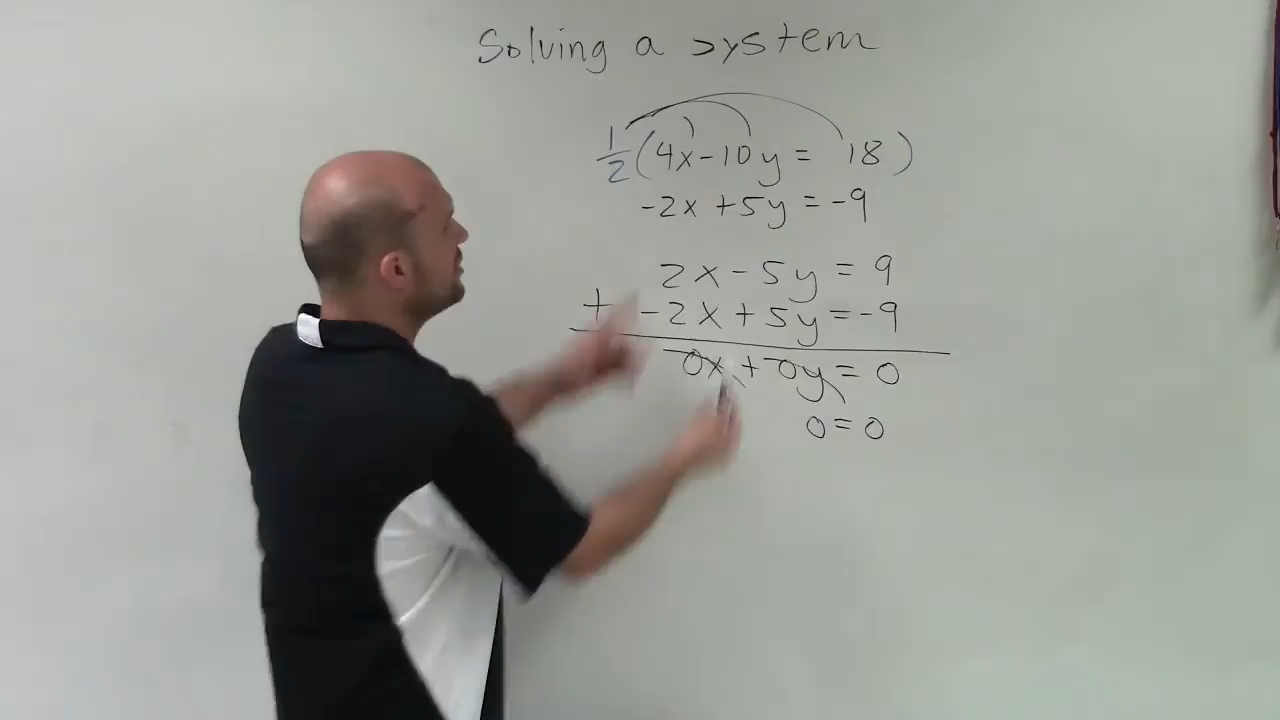 Solving a system
1/2(4x-10y = 18)
-2x+5y=-9
2x-5y=9
+ -2x+5y=-9
0x+0y=0
0=0